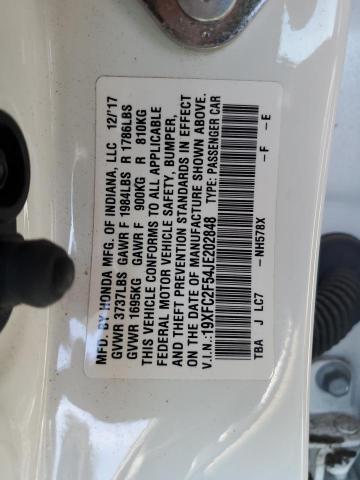 MFD. BY HONDA MFG. OF INDIANA, LLC 12/17
GVWR 3737LBS GAWR F 1984LBS R 1786LBS
GVWR 1695KG GAWR F 900KG R 810KG
THIS VEHICLE CONFORMS TO ALL APPLICABLE
FEDERAL MOTOR VEHICLE SAFETY, BUMPER,
AND THEFT PREVENTION STANDARDS IN EFFECT
ON THE DATE OF MANUFACTURE SHOWN ABOVE.
V.I.N.:19XFC2F54JE202848 TYPE: PASSENGER CAR
TBA J LC7 -NH578X -F -E